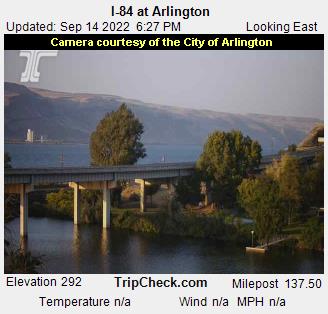 I-84 at Arlington
Updated: Sep 14 2022 6:27 PM Looking East
Camera courtesy of the City of Arlington
Elevation 292 TripCheck.com Milepost 137.50
Temperature n/a Wind n/a MPH n/a